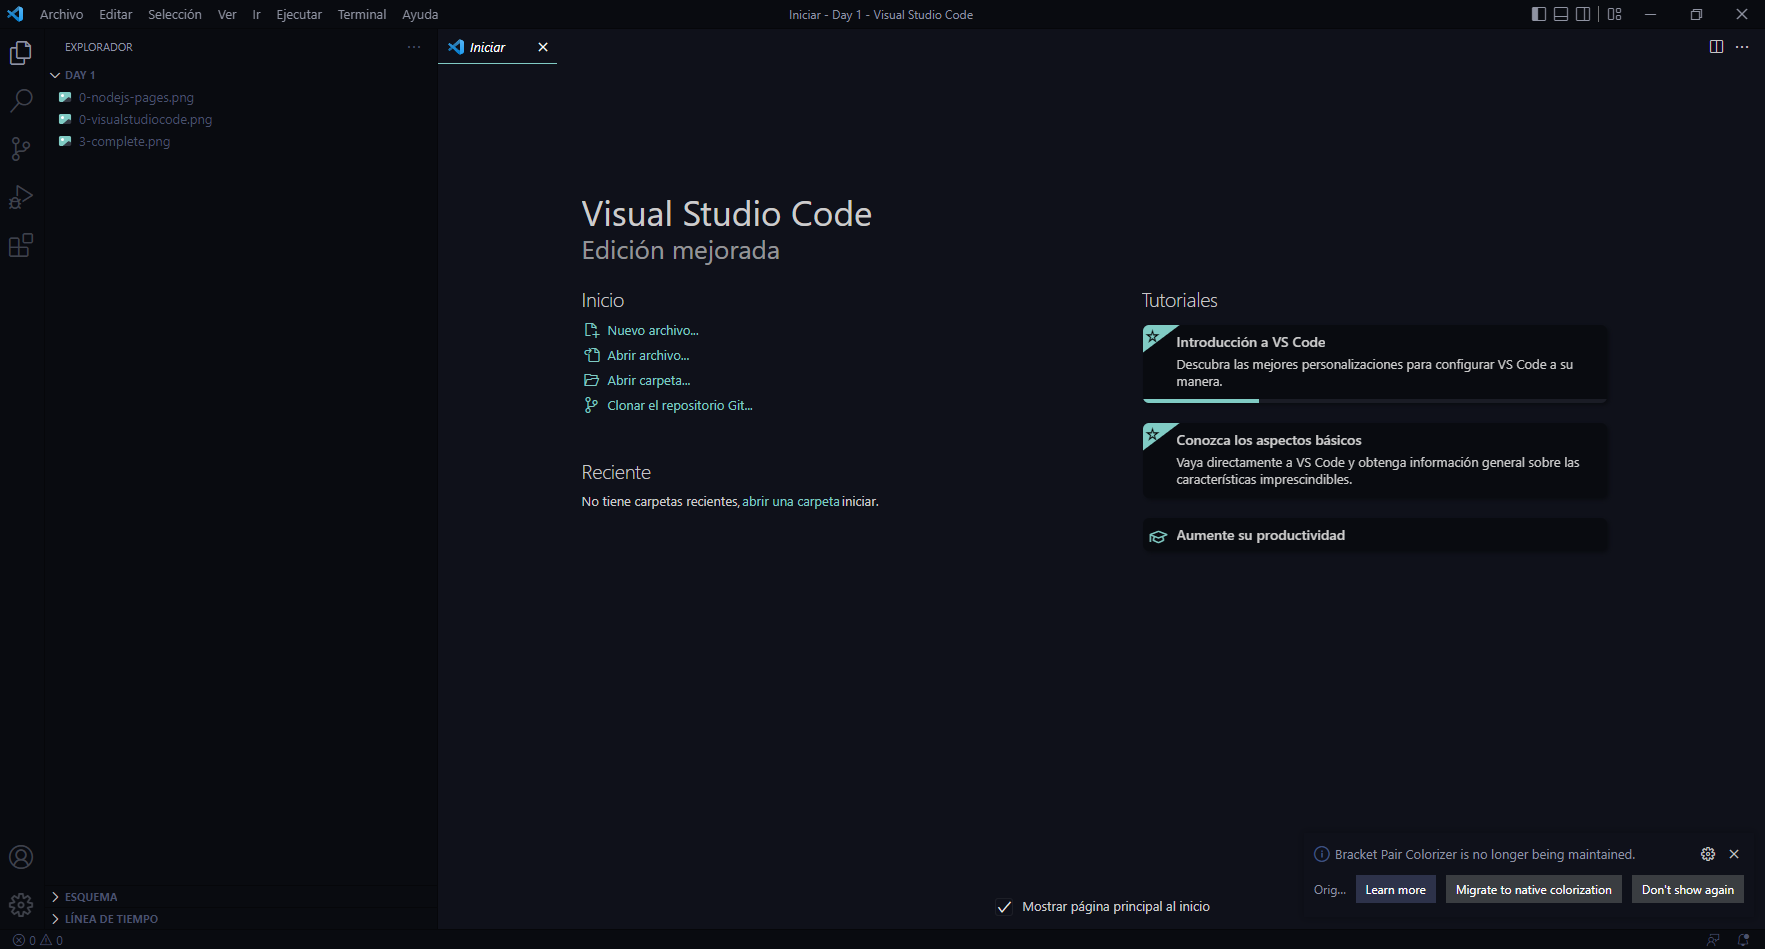 Archivo Editar Selección Ver Ir Ejecutar Terminal Ayuda
Iniciar - Day 1 - Visual Studio Code
EXPLORADOR
Iniciar
DAY 1
0-nodejs-pages.png
0-visualstudiocode.png
3-complete.png
Visual Studio Code
Edición mejorada
Inicio
Nuevo archivo...
Abrir archivo...
Abrir carpeta...
Clonar el repositorio Git...
Reciente
No tiene carpetas recientes, abrir una carpeta iniciar.
Tutoriales
Introducción a VS Code
Descubra las mejores personalizaciones para configurar VS Code a su
manera.
Conozca los aspectos básicos
Vaya directamente a VS Code y obtenga información general sobre las
características imprescindibles.
Aumente su productividad
Bracket Pair Colorizer is no longer being maintained.
Orig... Learn more Migrate to native colorization Don't show again
Mostrar página principal al inicio
ESQUEMA
LÍNEA DE TIEMPO
0 0